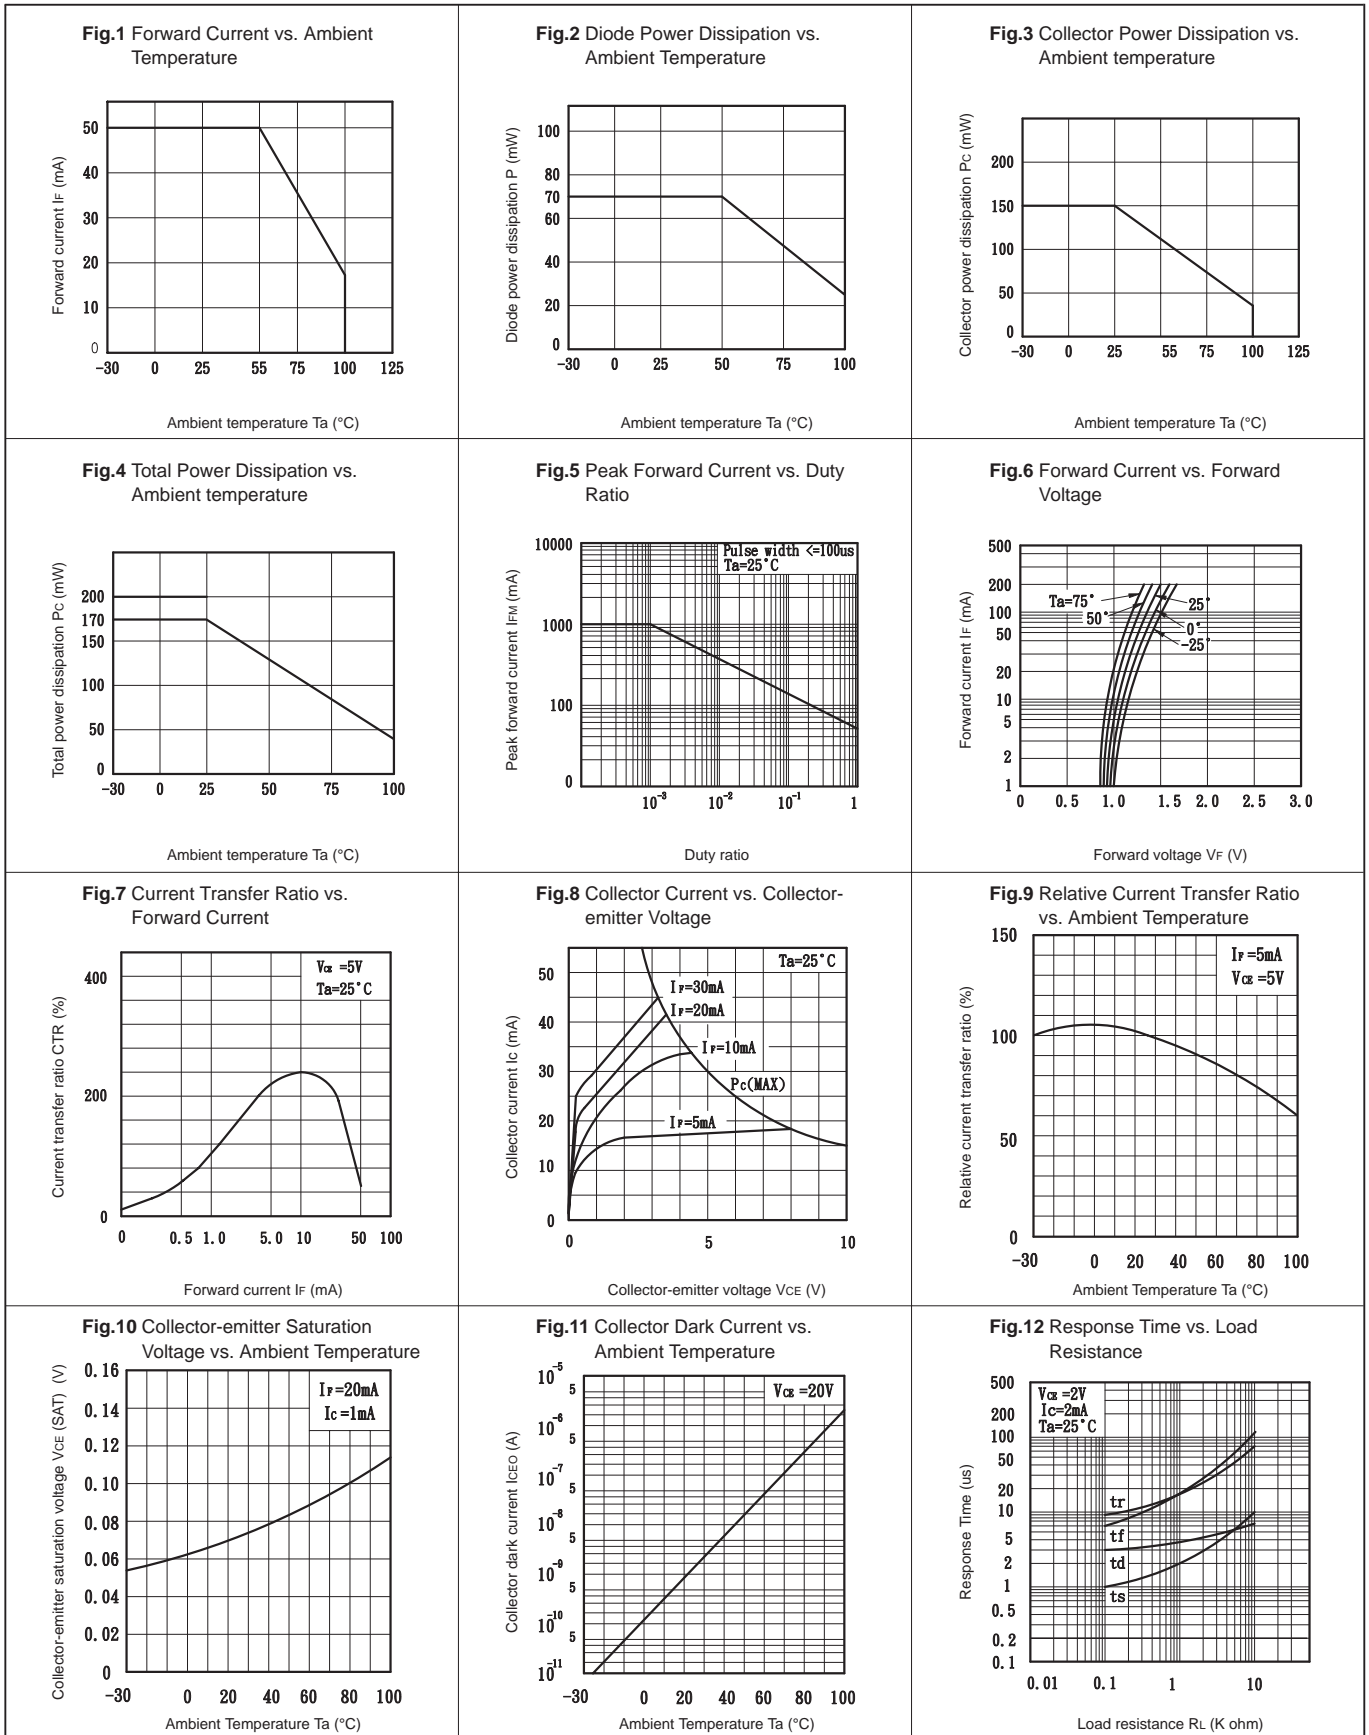 Fig.1 Forward Current vs. Ambient
Temperature
Forward current IF (mA)
50
40
30
20
10
0
-30 0 25 55 75 100 125
Ambient temperature Ta (°C)
Fig.2 Diode Power Dissipation vs.
Ambient Temperature
Diode power dissipation P (mW)
100
80
70
60
40
20
0
-30 0 25 50 75 100
Ambient temperature Ta (°C)
Fig.3 Collector Power Dissipation vs.
Ambient temperature
Collector power dissipation Pc (mW)
200
150
100
50
0
-30 0 25 55 75 100 125
Ambient temperature Ta (°C)
Fig.4 Total Power Dissipation vs.
Ambient temperature
Total power dissipation Pc (mW)
200
170
150
100
50
0
-30 0 25 50 75 100
Ambient temperature Ta (°C)
Fig.5 Peak Forward Current vs. Duty
Ratio
Peak forward current IFM (mA)
Pulse width <=100us
Ta=25°C
10000
1000
100
0
10⁻³ 10⁻² 10⁻¹ 1
Duty ratio
Fig.6 Forward Current vs. Forward
Voltage
Forward current IF (mA)
500
200
100
50
20
10
5
2
1
Ta=75°
50°
25°
0°
-25°
0 0.5 1.0 1.5 2.0 2.5 3.0
Forward voltage VF (V)
Fig.7 Current Transfer Ratio vs.
Forward Current
Current transfer ratio CTR (%)
VCE =5V
Ta=25°C
400
200
0
0 0.5 1.0 5.0 10 50 100
Forward current IF (mA)
Fig.8 Collector Current vs. Collector-
emitter Voltage
Collector current Ic (mA)
Ta=25°C
50
40
30
20
10
0
IF=30mA
IF=20mA
IF=10mA
Pc(MAX)
IF=5mA
0 5 10
Collector-emitter voltage VCE (V)
Fig.9 Relative Current Transfer Ratio
vs. Ambient Temperature
Relative current transfer ratio (%)
IF=5mA
VCE =5V
150
100
50
0
-30 0 20 40 60 80 100
Ambient Temperature Ta (°C)
Fig.10 Collector-emitter Saturation
Voltage vs. Ambient Temperature
Collector-emitter saturation voltage VCE (SAT) (V)
IF=20mA
Ic=1mA
0.16
0.14
0.12
0.10
0.08
0.06
0.04
0.02
0
-30 0 20 40 60 80 100
Ambient Temperature Ta (°C)
Fig.11 Collector Dark Current vs.
Ambient Temperature
Collector dark current ICEO (A)
VCE =20V
10⁻⁵
5
10⁻⁶
5
10⁻⁷
5
10⁻⁸
5
10⁻⁹
5
10⁻¹⁰
5
10⁻¹¹
-30 0 20 40 60 80 100
Ambient Temperature Ta (°C)
Fig.12 Response Time vs. Load
Resistance
Response Time (us)
VCE =2V
Ic=2mA
Ta=25°C
500
200
100
50
20
10
5
2
1
0.5
0.2
0.1
tr
tf
td
ts
0.01 0.1 1 10
Load resistance RL (K ohm)